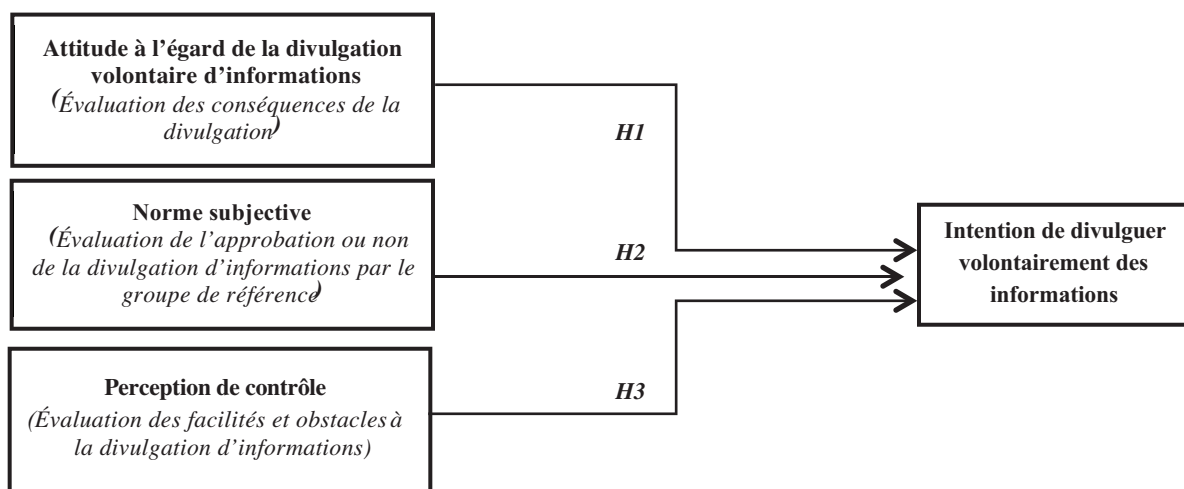 Attitude à l’égard de la divulgation
volontaire d’informations
(Évaluation des conséquences de la
divulgation)
H1
Norme subjective
(Évaluation de l’approbation ou non
de la divulgation d’informations par le
groupe de référence)
H2
Intention de divulguer
volontairement des
informations
Perception de contrôle
(Évaluation des facilités et obstacles à
la divulgation d’informations)
H3